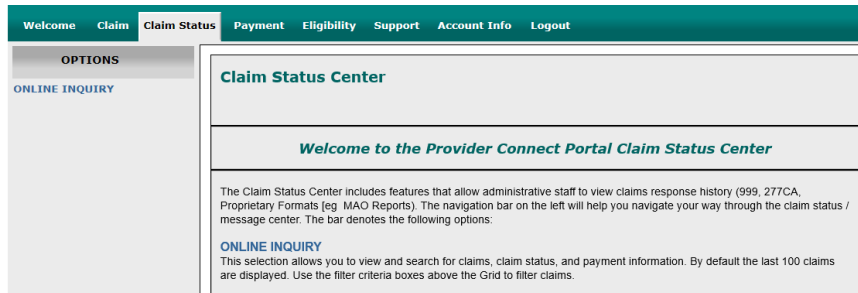 Welcome Claim Claim Status Payment Eligibility Support Account Info Logout
OPTIONS
ONLINE INQUIRY
Claim Status Center
Welcome to the Provider Connect Portal Claim Status Center
The Claim Status Center includes features that allow administrative staff to view claims response history (999, 277CA,
Proprietary Formats [eg MAO Reports). The navigation bar on the left will help you navigate your way through the claim status /
message center. The bar denotes the following options:
ONLINE INQUIRY
This selection allows you to view and search for claims, claim status, and payment information. By default the last 100 claims
are displayed. Use the filter criteria boxes above the Grid to filter claims.